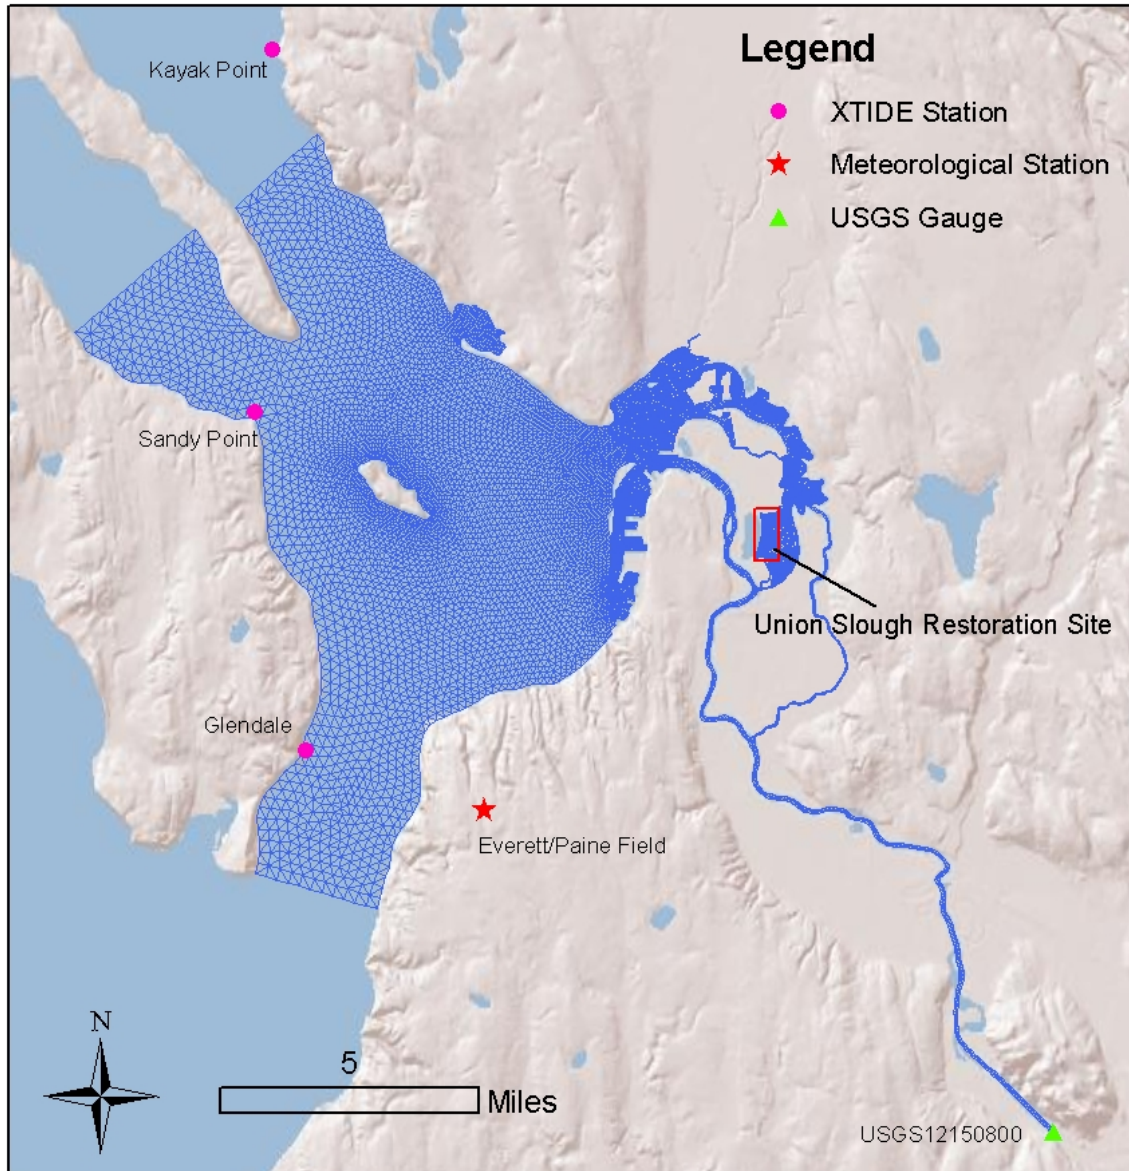 Legend
Kayak Point
XTIDE Station
Meteorological Station
USGS Gauge
Sandy Point
Union Slough Restoration Site
Glendale
Everett/Paine Field
N
5
Miles
USGS12150800